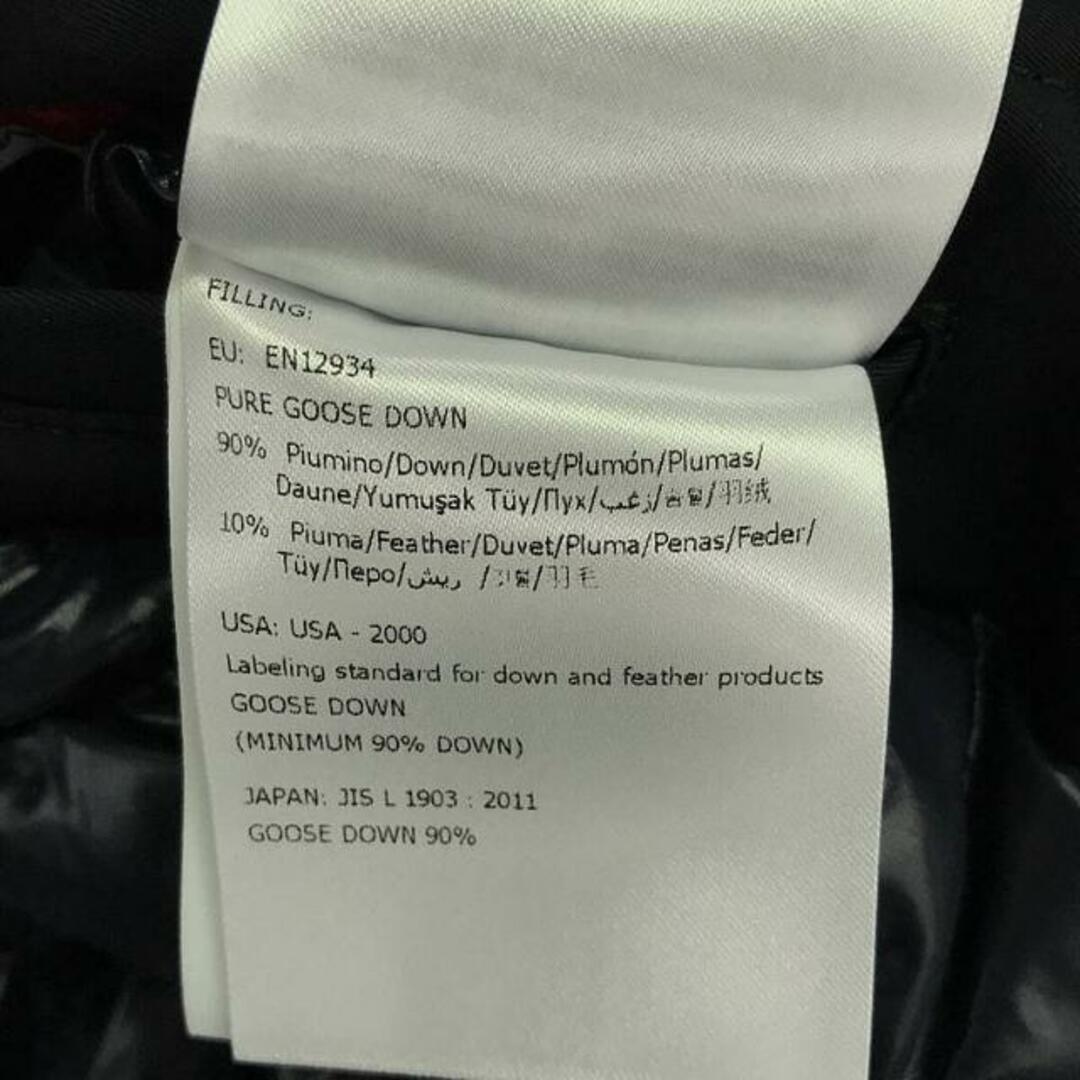 FILLING:
EU: EN12934
PURE GOOSE DOWN
90% Piumino/Down/Duvet/Plumón/Plumas/
Daune/Yumuşak Tüy/Пух/زغب/솜털/羽绒
10% Piuma/Feather/Duvet/Pluma/Penas/Feder/
Tüy/Перо/ريش /깃털/羽毛
USA: USA - 2000
Labeling standard for down and feather products
GOOSE DOWN
(MINIMUM 90% DOWN)
JAPAN: JIS L 1903 : 2011
GOOSE DOWN 90%